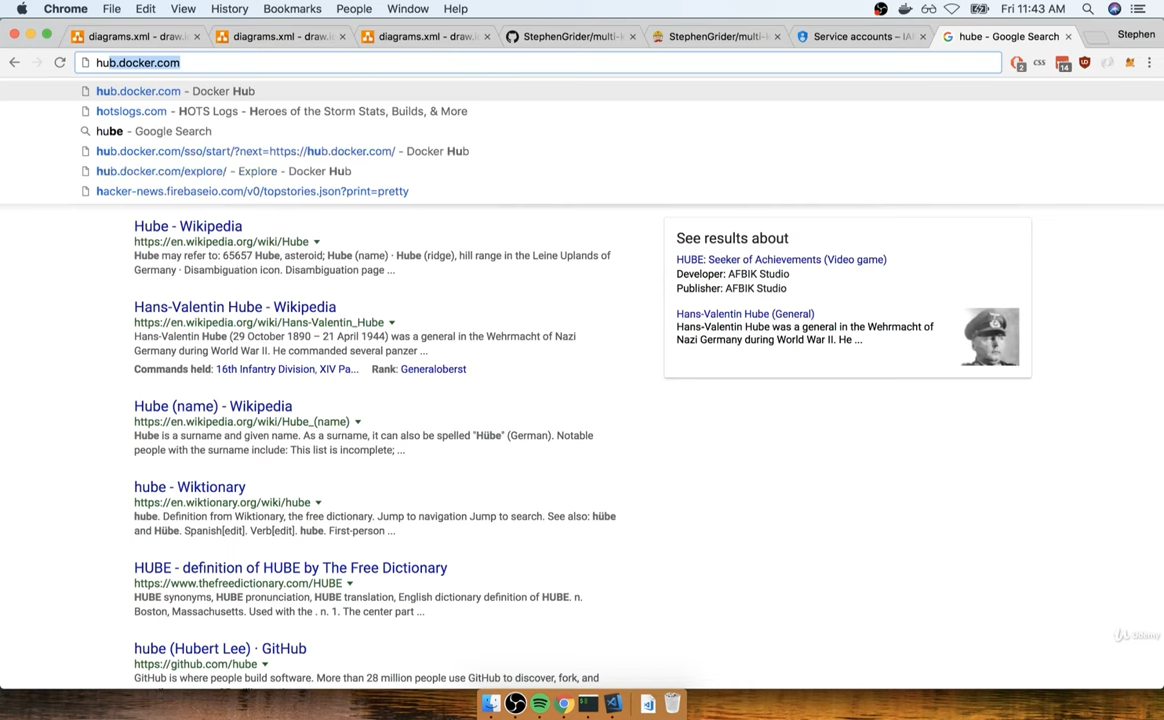 Chrome File Edit View History Bookmarks People Window Help Fri 11:43 AM
diagrams.xml - draw.i diagrams.xml - draw.i diagrams.xml - draw.i StephenGrider/multi- StephenGrider/multi- Service accounts – IA hube - Google Search Stephen
hub.docker.com css 2 14
hub.docker.com - Docker Hub
hotslogs.com - HOTS Logs - Heroes of the Storm Stats, Builds, & More
hube - Google Search
hub.docker.com/sso/start/?next=https://hub.docker.com/ - Docker Hub
hub.docker.com/explore/ - Explore - Docker Hub
hacker-news.firebaseio.com/v0/topstories.json?print=pretty
Hube - Wikipedia
https://en.wikipedia.org/wiki/Hube
Hube may refer to: 65657 Hube, asteroid; Hube (name) · Hube (ridge), hill range in the Leine Uplands of
Germany · Disambiguation icon. Disambiguation page ...
Hans-Valentin Hube - Wikipedia
https://en.wikipedia.org/wiki/Hans-Valentin_Hube
Hans-Valentin Hube (29 October 1890 – 21 April 1944) was a general in the Wehrmacht of Nazi
Germany during World War II. He commanded several panzer ...
Commands held: 16th Infantry Division, XIV Pa... Rank: Generaloberst
Hube (name) - Wikipedia
https://en.wikipedia.org/wiki/Hube_(name)
Hube is a surname and given name. As a surname, it can also be spelled "Hübe" (German). Notable
people with the surname include: This list is incomplete; ...
hube - Wiktionary
https://en.wiktionary.org/wiki/hube
hube. Definition from Wiktionary, the free dictionary. Jump to navigation Jump to search. See also: hübe
and Hübe. Spanish[edit]. Verb[edit]. hube. First-person ...
HUBE - definition of HUBE by The Free Dictionary
https://www.thefreedictionary.com/HUBE
HUBE synonyms, HUBE pronunciation, HUBE translation, English dictionary definition of HUBE. n.
Boston, Massachusetts. Used with the . n. 1. The center part ...
hube (Hubert Lee) · GitHub
https://github.com/hube
GitHub is where people build software. More than 28 million people use GitHub to discover, fork, and
See results about
HUBE: Seeker of Achievements (Video game)
Developer: AFBIK Studio
Publisher: AFBIK Studio
Hans-Valentin Hube (General)
Hans-Valentin Hube was a general in the Wehrmacht of
Nazi Germany during World War II. He ...
Udemy